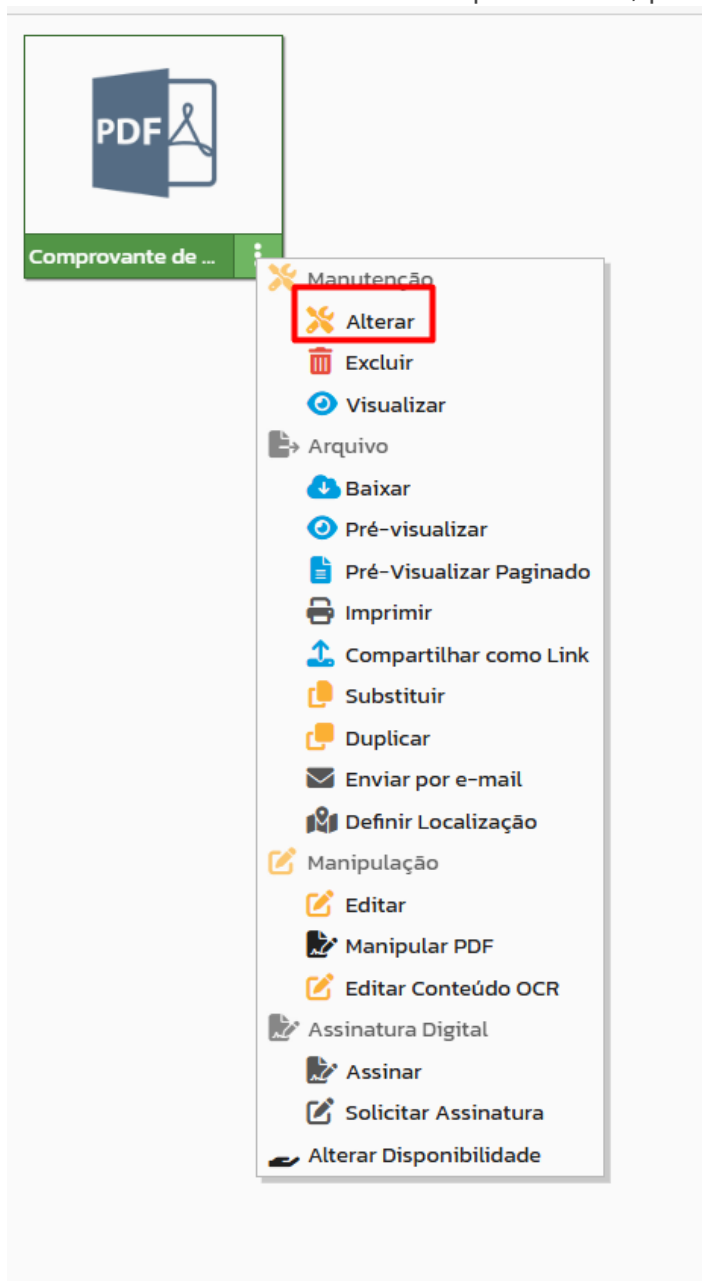 PDF
Comprovante de ...
Manutenção
Alterar
Excluir
Visualizar
Arquivo
Baixar
Pré-visualizar
Pré-Visualizar Paginado
Imprimir
Compartilhar como Link
Substituir
Duplicar
Enviar por e-mail
Definir Localização
Manipulação
Editar
Manipular PDF
Editar Conteúdo OCR
Assinatura Digital
Assinar
Solicitar Assinatura
Alterar Disponibilidade